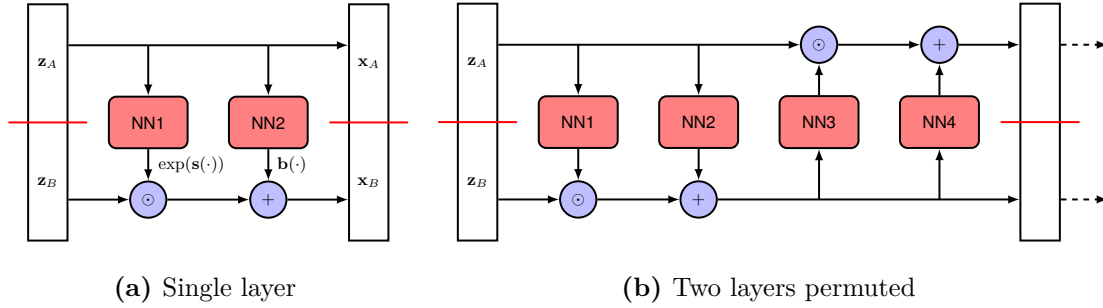 z_A
x_A
NN1
NN2
exp(s(·))
b(·)
z_B
x_B
⊙
+
(a) Single layer
z_A
⊙
+
NN1
NN2
NN3
NN4
z_B
⊙
+
(b) Two layers permuted